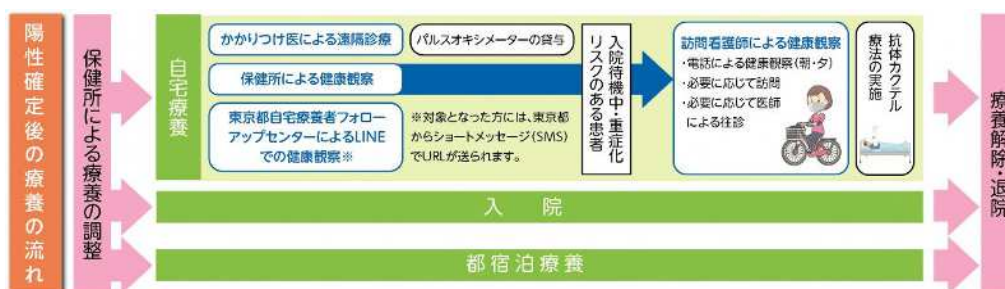 陽性確定後の療養の流れ
保健所による療養の調整
自宅療養
かかりつけ医による遠隔診療
パルスオキシメーターの貸与
保健所による健康観察
東京都自宅療養者フォロー
アップセンターによるLINE
での健康観察※
※対象となった方には、東京都
からショートメッセージ(SMS)
でURLが送られます。
入院待機中・重症化
リスクのある患者
訪問看護師による健康観察
・電話による健康観察(朝・夕)
・必要に応じて訪問
・必要に応じて医師
による往診
抗体カクテル
療法の実施
入院
都宿泊療養
療養解除・退院